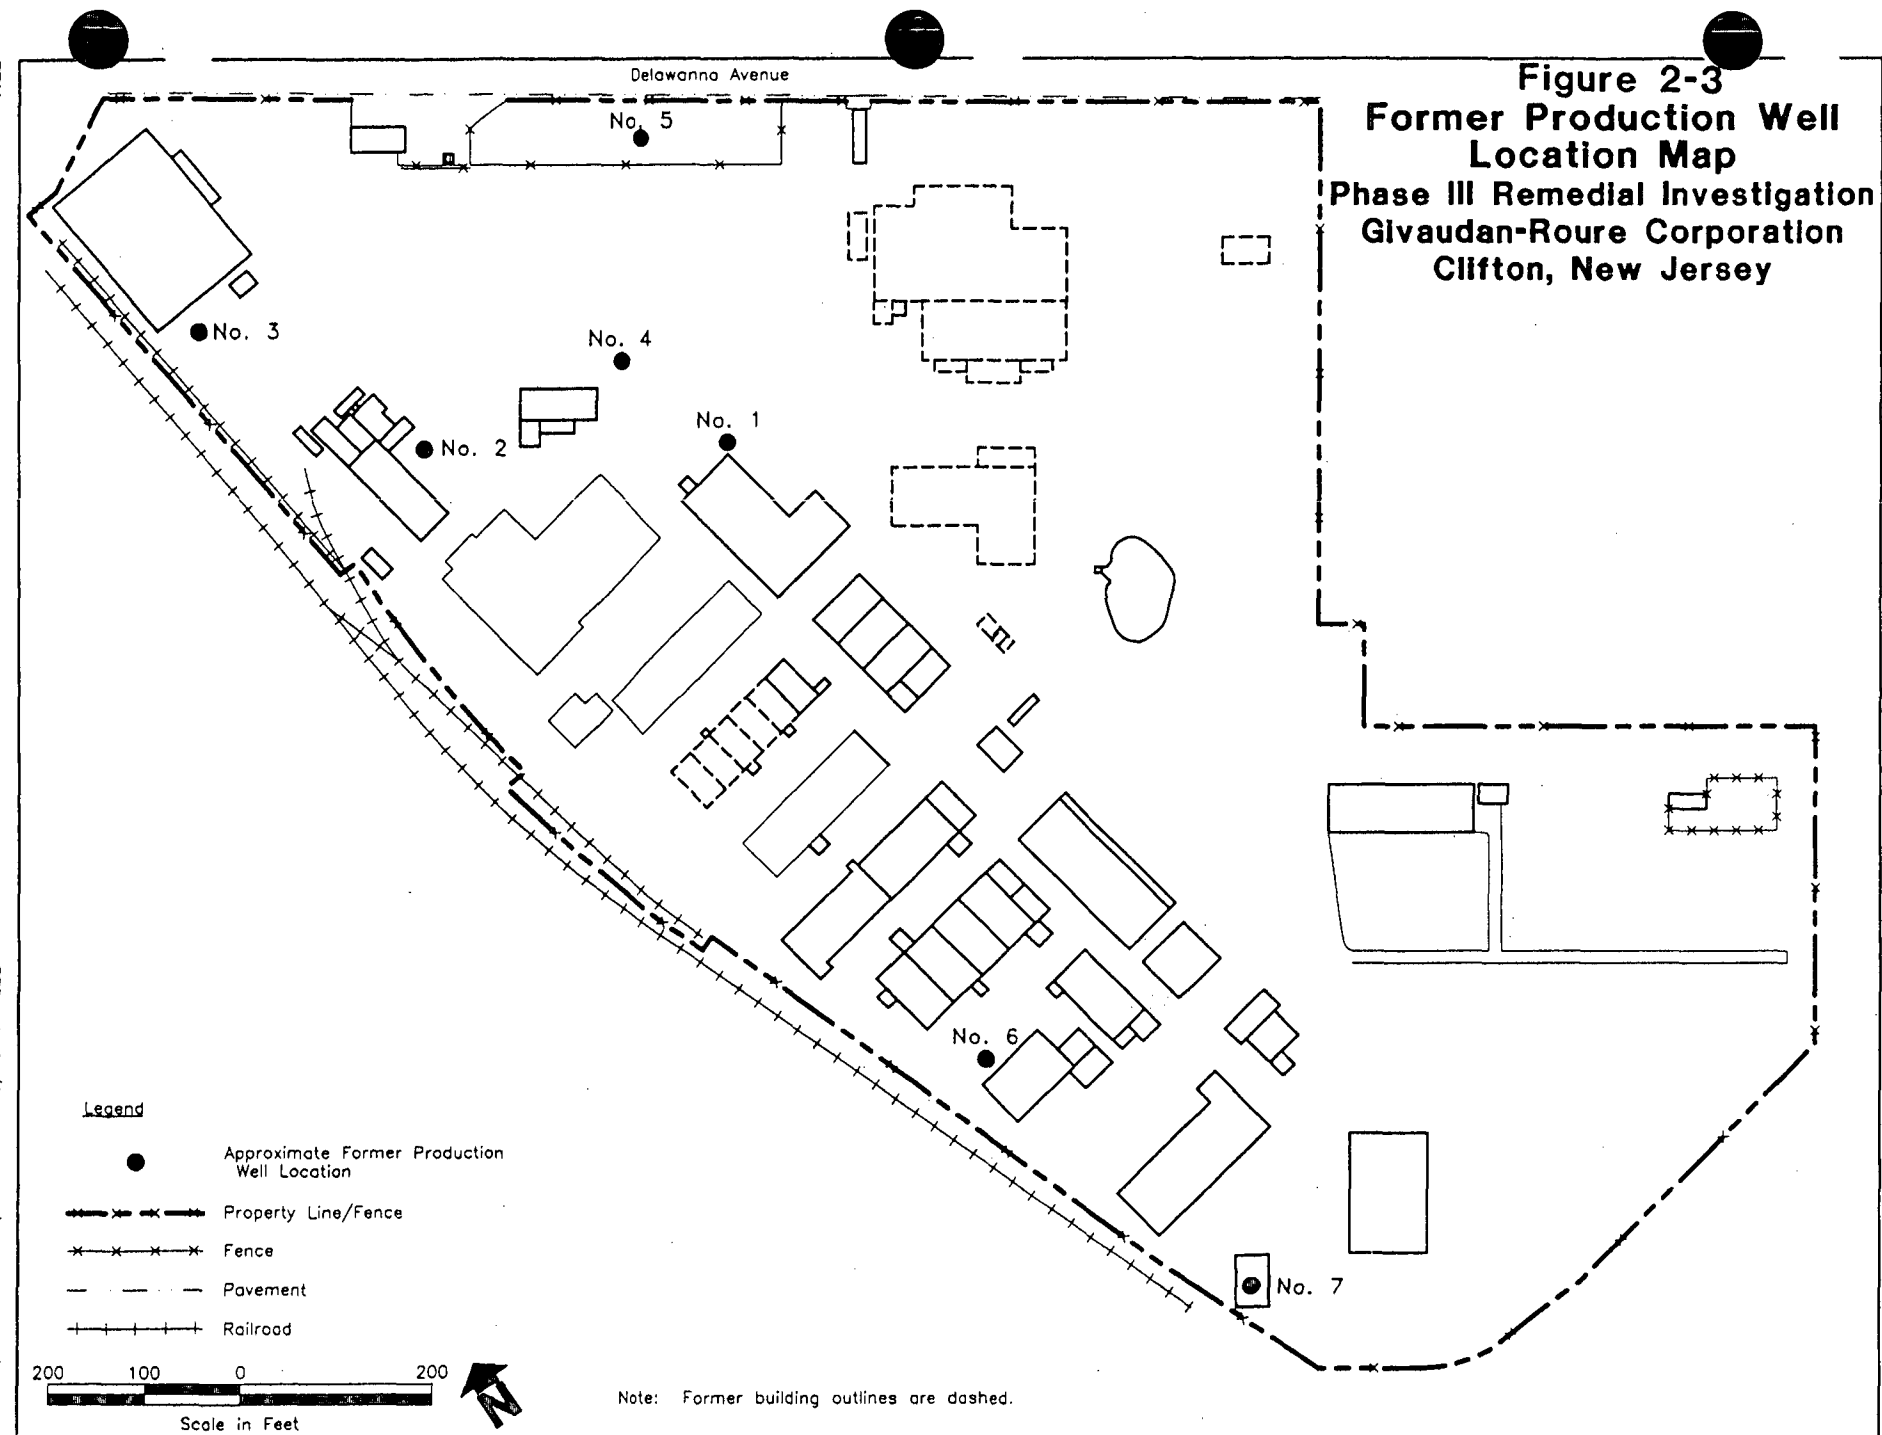 Delawanna Avenue
Figure 2-3
Former Production Well
Location Map
Phase III Remedial Investigation
Givaudan-Roure Corporation
Clifton, New Jersey
No. 5
No. 3
No. 4
No. 1
No. 2
No. 6
No. 7
Legend
Approximate Former Production
Well Location
Property Line/Fence
Fence
Pavement
Railroad
200 100 0 200
Scale in Feet
N
Note: Former building outlines are dashed.